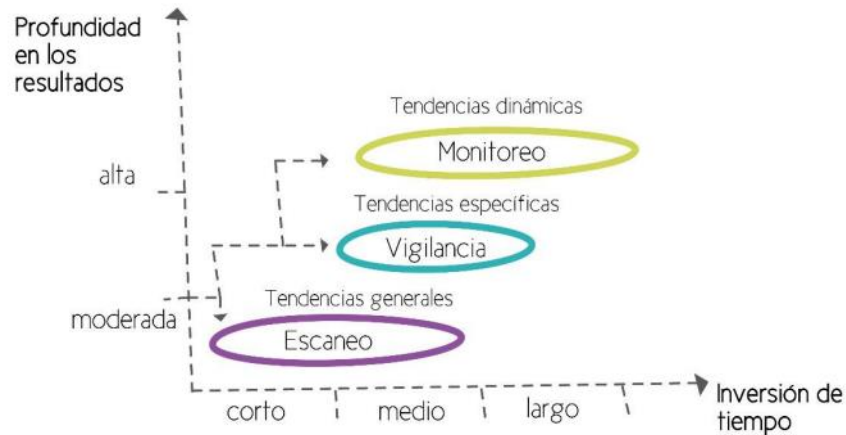 Profundidad
en los
resultados
Tendencias dinámicas
Monitoreo
alta
Tendencias específicas
Vigilancia
Tendencias generales
moderada
Escaneo
corto
medio
largo
Inversión de
tiempo